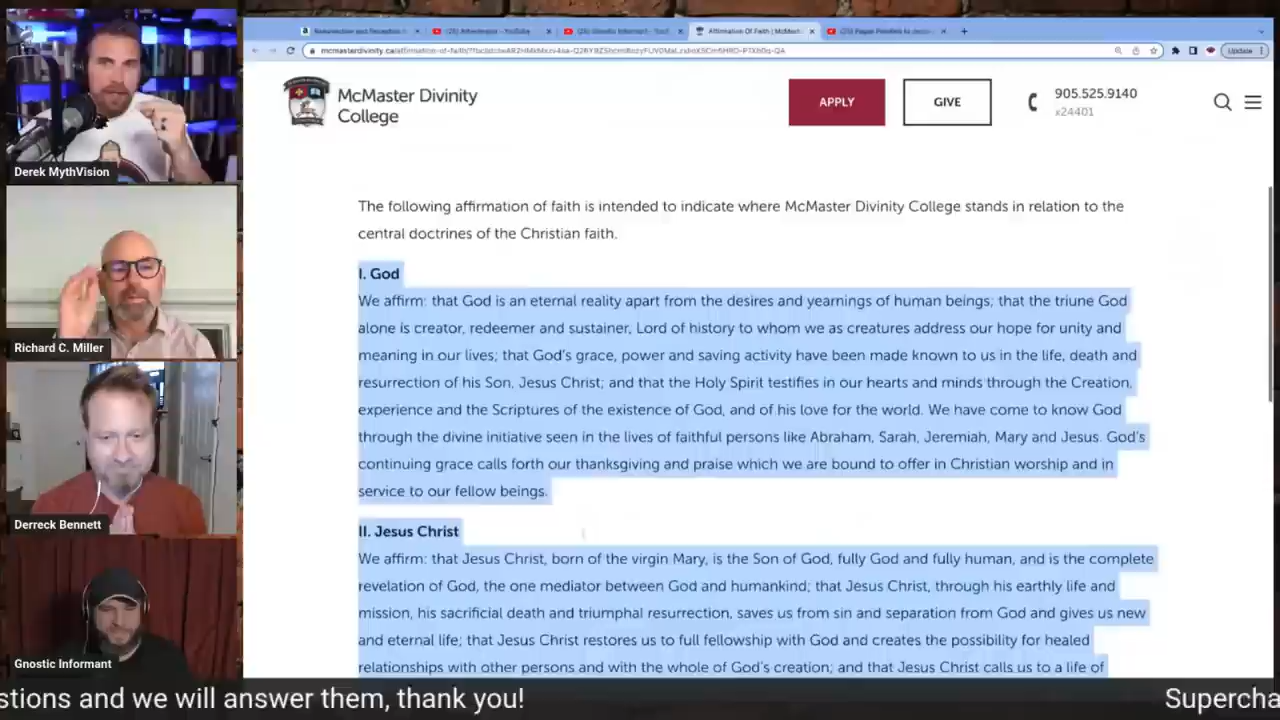 Derek MythVision
Richard C. Miller
Derreck Bennett
Gnostic Informant
Affirmation Of Faith | McMast
Update
McMaster Divinity
College
APPLY
GIVE
905.525.9140
x24401
The following affirmation of faith is intended to indicate where McMaster Divinity College stands in relation to the
central doctrines of the Christian faith.
I. God
We affirm: that God is an eternal reality apart from the desires and yearnings of human beings; that the triune God
alone is creator, redeemer and sustainer, Lord of history to whom we as creatures address our hope for unity and
meaning in our lives; that God's grace, power and saving activity have been made known to us in the life, death and
resurrection of his Son, Jesus Christ; and that the Holy Spirit testifies in our hearts and minds through the Creation,
experience and the Scriptures of the existence of God, and of his love for the world. We have come to know God
through the divine initiative seen in the lives of faithful persons like Abraham, Sarah, Jeremiah, Mary and Jesus. God's
continuing grace calls forth our thanksgiving and praise which we are bound to offer in Christian worship and in
service to our fellow beings.
II. Jesus Christ
We affirm: that Jesus Christ, born of the virgin Mary, is the Son of God, fully God and fully human, and is the complete
revelation of God, the one mediator between God and humankind; that Jesus Christ, through his earthly life and
mission, his sacrificial death and triumphal resurrection, saves us from sin and separation from God and gives us new
and eternal life; that Jesus Christ restores us to full fellowship with God and creates the possibility for healed
relationships with other persons and with the whole of God's creation; and that Jesus Christ calls us to a life of
stions and we will answer them, thank you!
Supercha